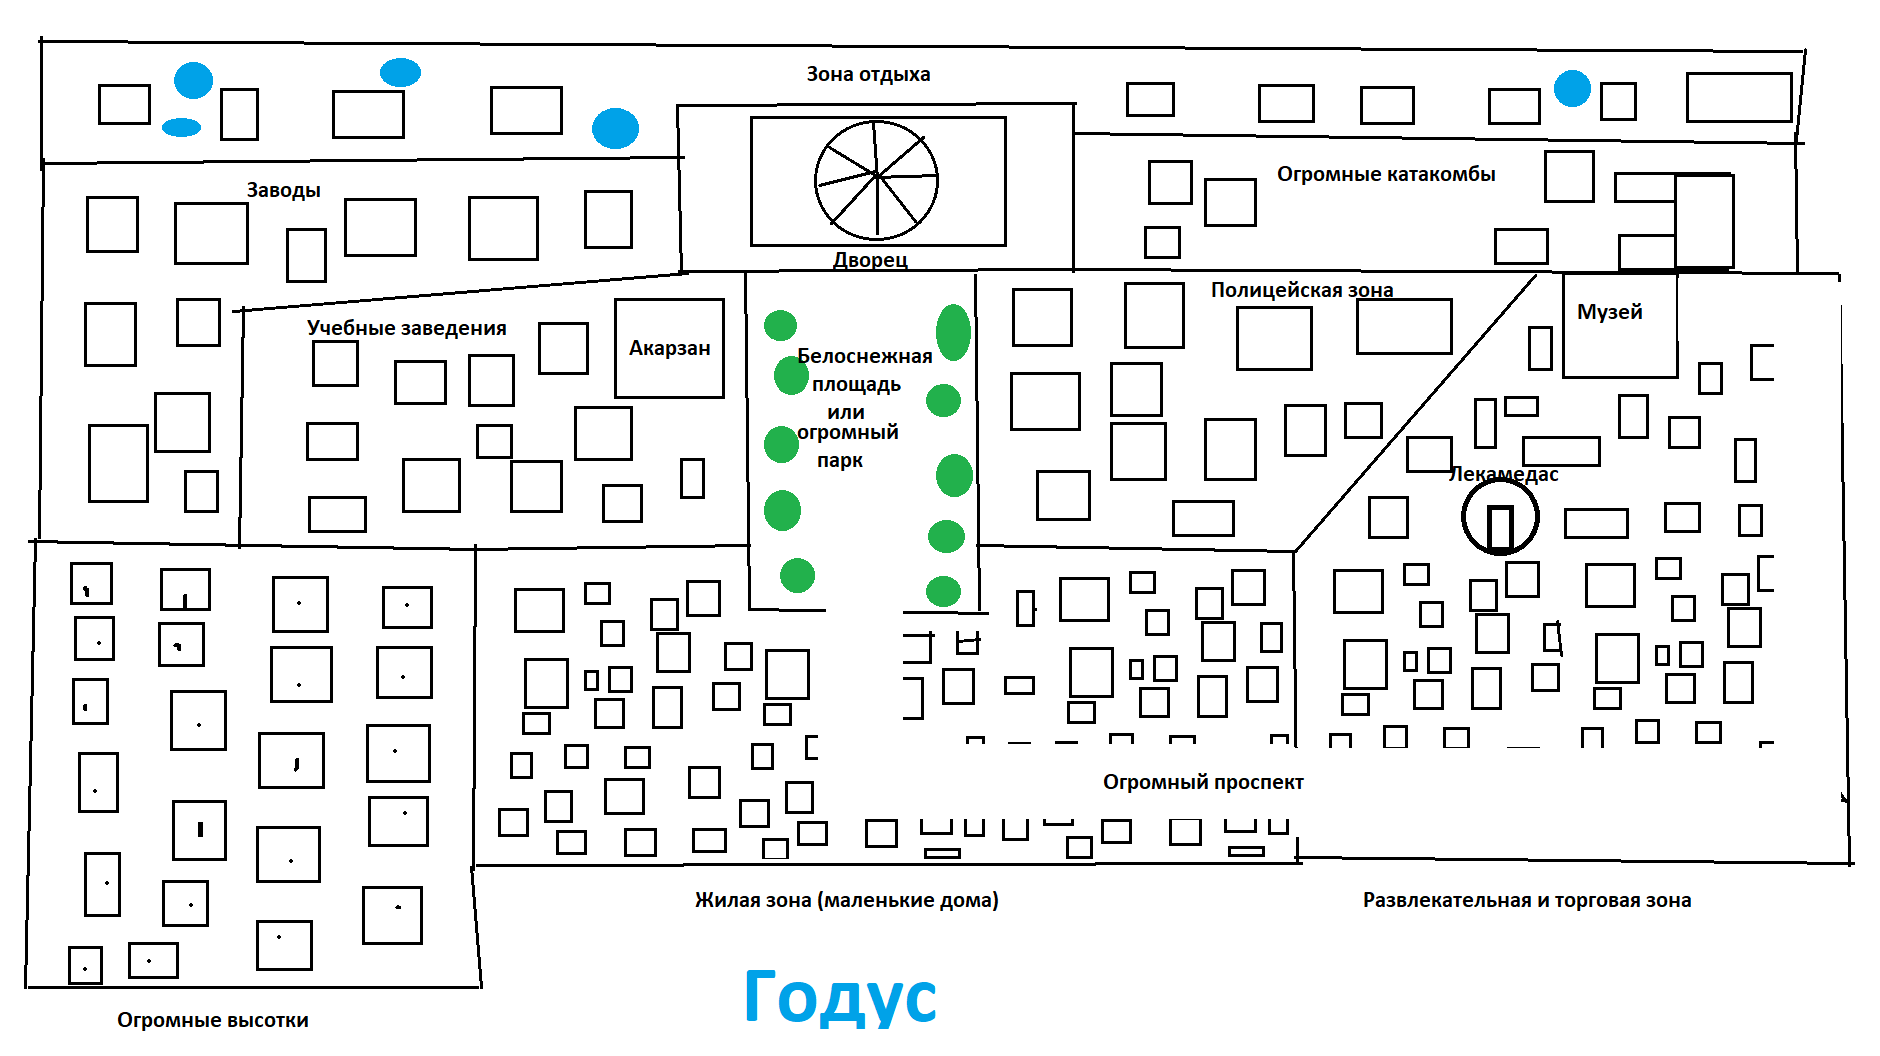 Зона отдыха
Заводы
Огромные катакомбы
Дворец
Полицейская зона
Музей
Учебные заведения
Акарзан
Белоснежная
площадь
или
огромный
парк
Лекамедас
Огромный проспект
Жилая зона (маленькие дома)
Развлекательная и торговая зона
Годус
Огромные высотки